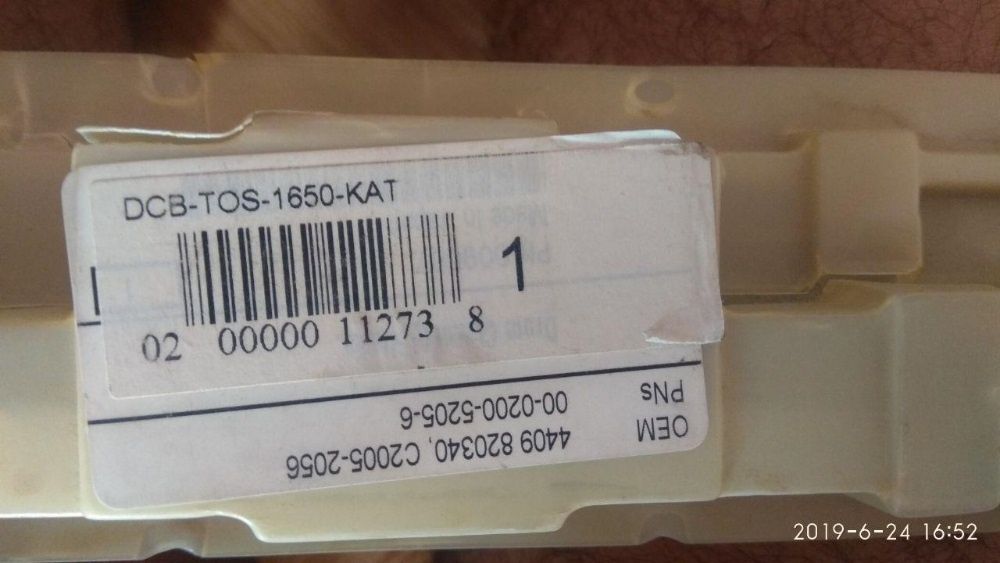 DCB-TOS-1650-KAT
1
02 00000 11273 8
OEM 4409 820340, C2005-2056
PNs 00-0200-5205-6
2019-6-24 16:52